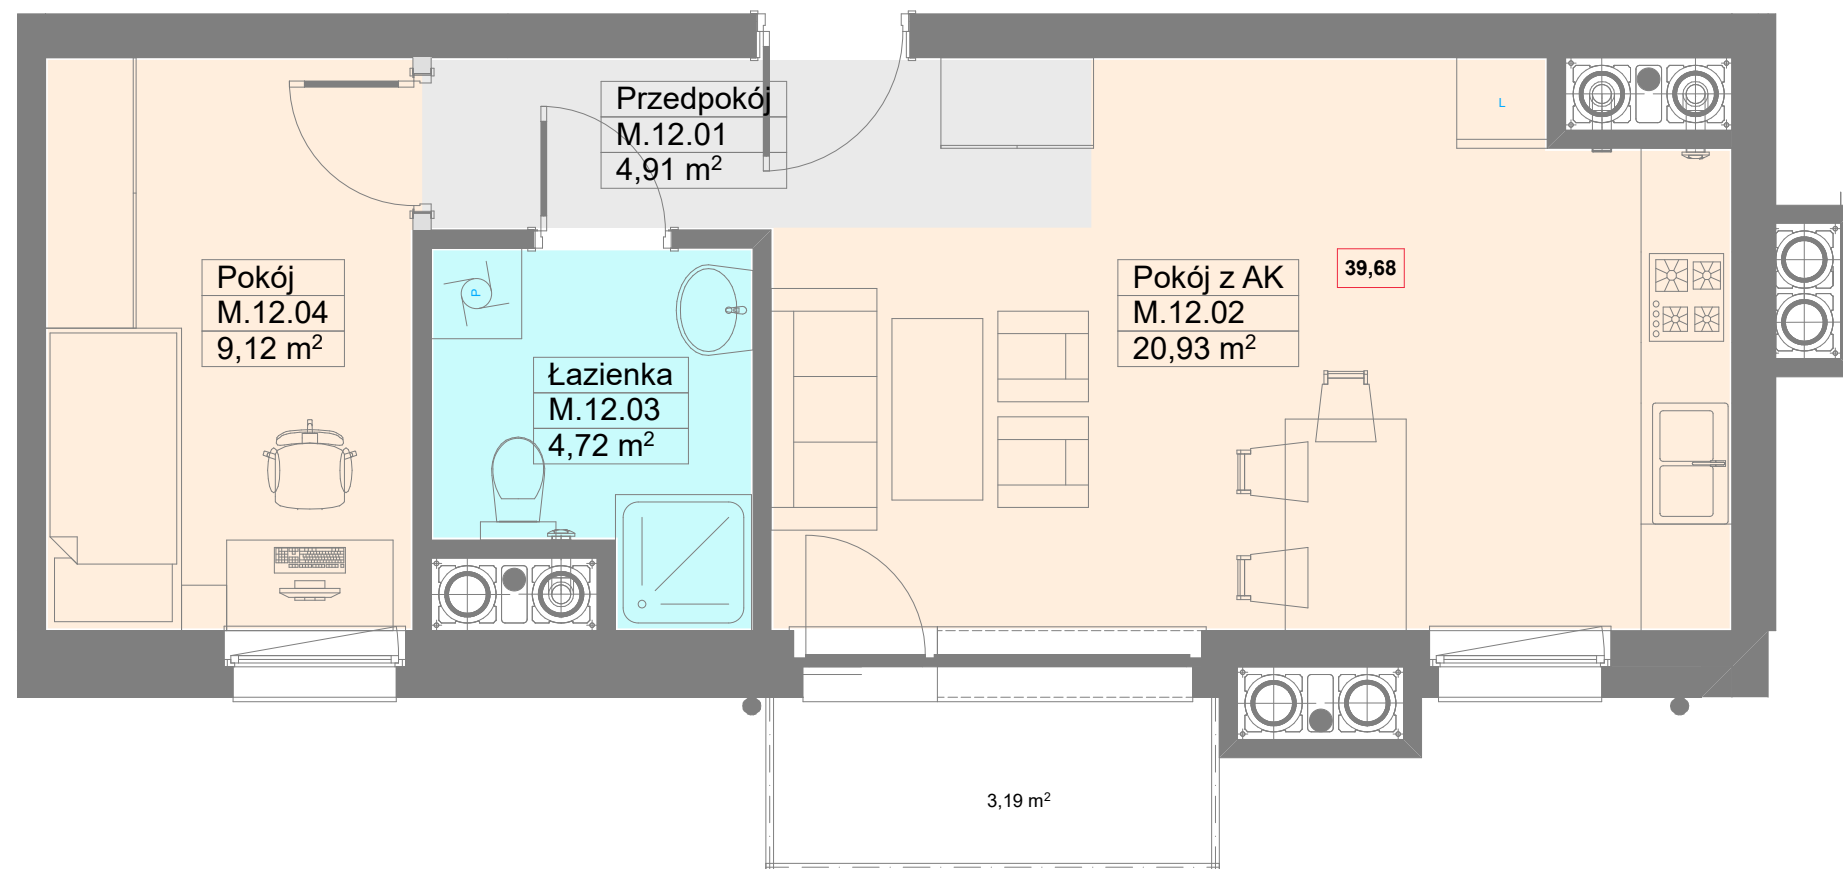 Przedpokój
M.12.01
4,91 m²
L
Pokój
M.12.04
9,12 m²
P
Łazienka
M.12.03
4,72 m²
Pokój z AK
M.12.02
20,93 m²
39,68
3,19 m²